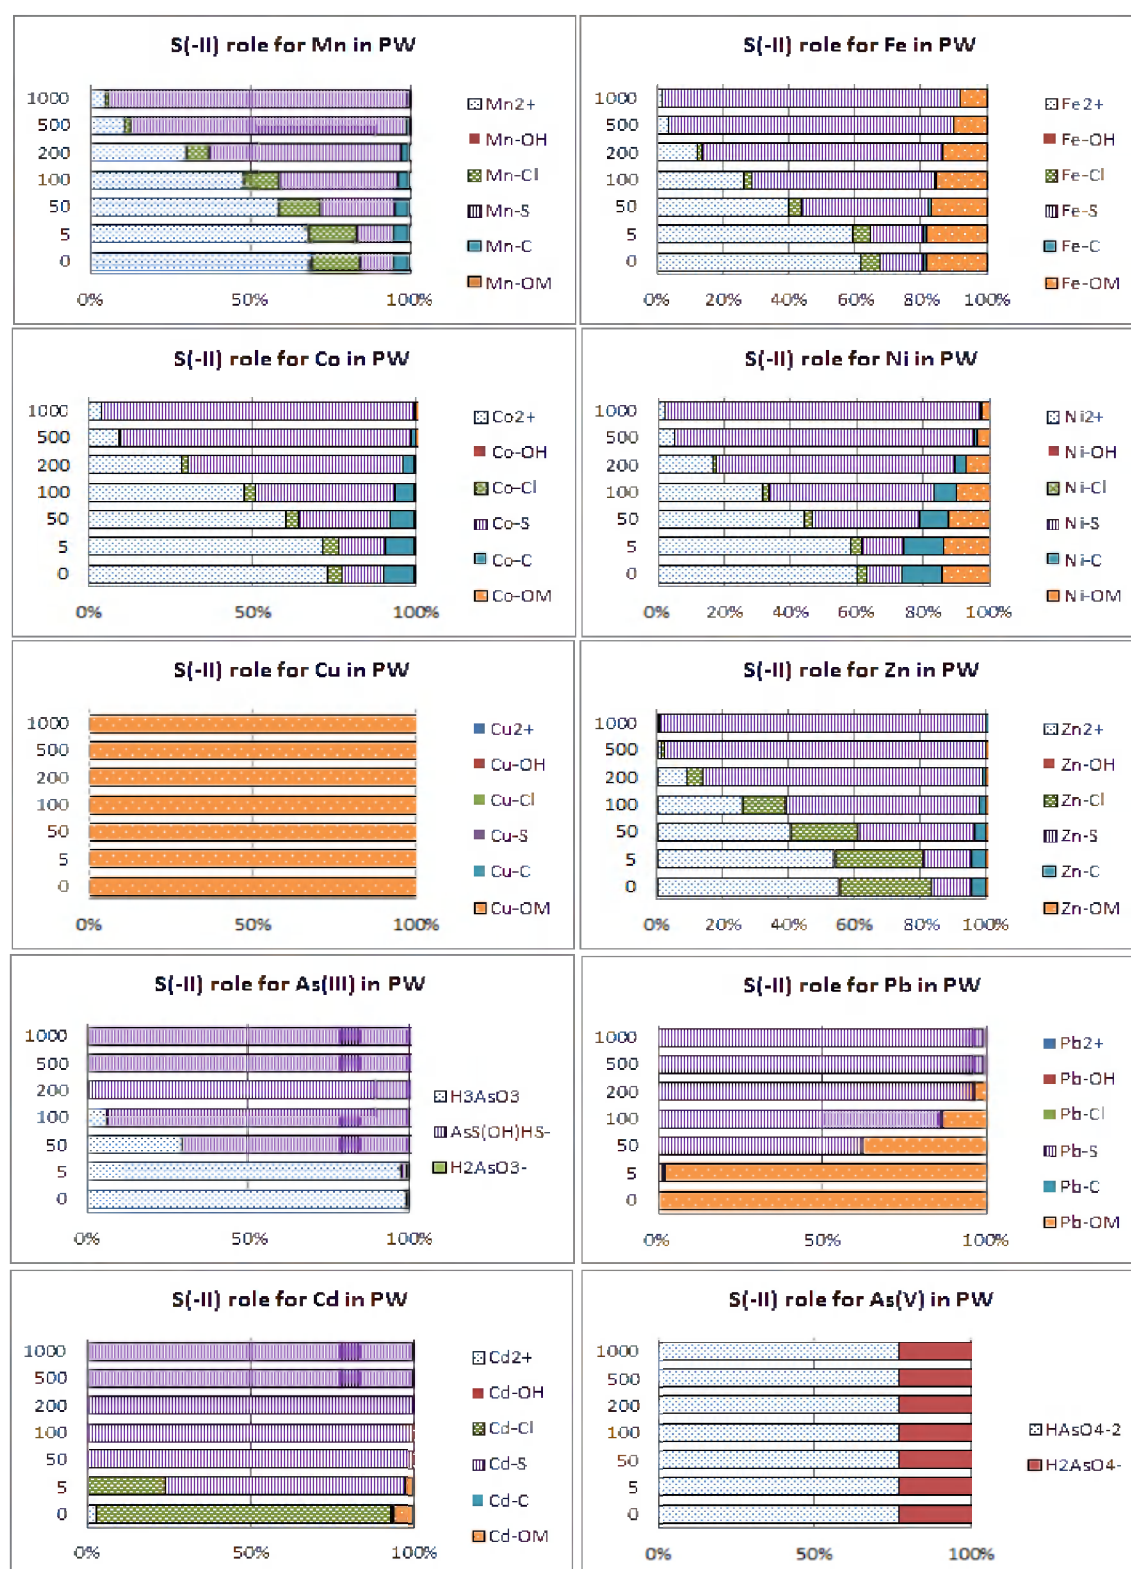 S(-II) role for Mn in PW
1000
500
200
100
50
5
0
0%
50%
100%
Mn2+
Mn-OH
Mn-Cl
Mn-S
Mn-C
Mn-OM
S(-II) role for Fe in PW
1000
500
200
100
50
5
0
0%
20%
40%
60%
80%
100%
Fe2+
Fe-OH
Fe-Cl
Fe-S
Fe-C
Fe-OM
S(-II) role for Co in PW
1000
500
200
100
50
5
0
0%
50%
100%
Co2+
Co-OH
Co-Cl
Co-S
Co-C
Co-OM
S(-II) role for Ni in PW
1000
500
200
100
50
5
0
0%
20%
40%
60%
80%
100%
Ni2+
Ni-OH
Ni-Cl
Ni-S
Ni-C
Ni-OM
S(-II) role for Cu in PW
1000
500
200
100
50
5
0
0%
50%
100%
Cu2+
Cu-OH
Cu-Cl
Cu-S
Cu-C
Cu-OM
S(-II) role for Zn in PW
1000
500
200
100
50
5
0
0%
20%
40%
60%
80%
100%
Zn2+
Zn-OH
Zn-Cl
Zn-S
Zn-C
Zn-OM
S(-II) role for As(III) in PW
1000
500
200
100
50
5
0
0%
50%
100%
H3AsO3
AsS(OH)HS-
H2AsO3-
S(-II) role for Pb in PW
1000
500
200
100
50
5
0
0%
50%
100%
Pb2+
Pb-OH
Pb-Cl
Pb-S
Pb-C
Pb-OM
S(-II) role for Cd in PW
1000
500
200
100
50
5
0
0%
50%
100%
Cd2+
Cd-OH
Cd-Cl
Cd-S
Cd-C
Cd-OM
S(-II) role for As(V) in PW
1000
500
200
100
50
5
0
0%
50%
100%
HAsO4-2
H2AsO4-